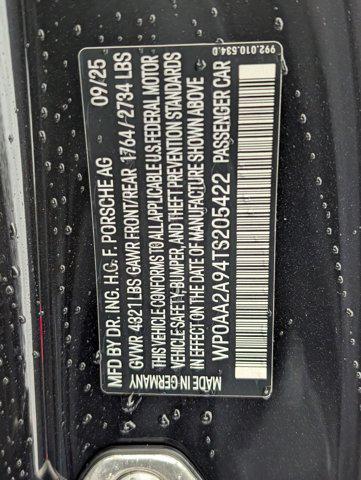 992.010.534.D
09/25
MFD BY DR. ING. H.C. F. PORSCHE AG
GVWR 4321 LBS GAWR FRONT/REAR 1764/2734 LBS
THIS VEHICLE CONFORMS TO ALL APPLICABLE U.S. FEDERAL MOTOR
VEHICLE SAFETY-, BUMPER, AND THEFT PREVENTION STANDARDS
IN EFFECT ON THE DATE OF MANUFACTURE SHOWN ABOVE
WP0AA2A94TS205422 PASSENGER CAR
MADE IN GERMANY